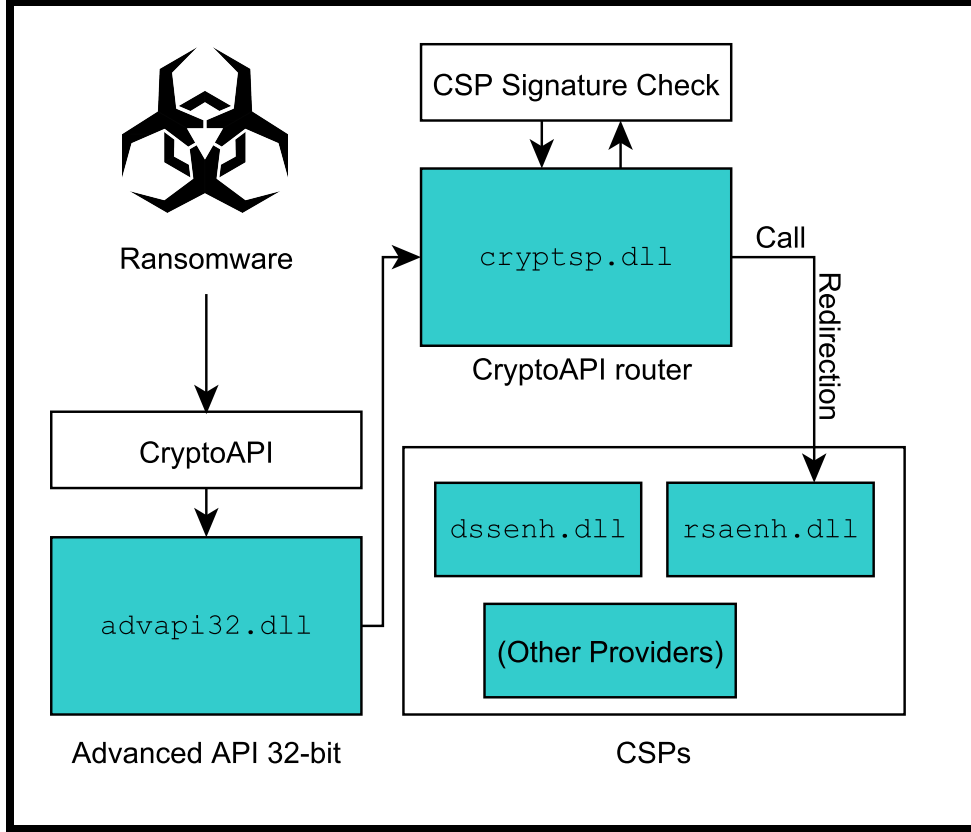 CSP Signature Check
cryptsp.dll
Call
Redirection
CryptoAPI router
Ransomware
CryptoAPI
advapi32.dll
Advanced API 32-bit
dssenh.dll
rsaenh.dll
(Other Providers)
CSPs